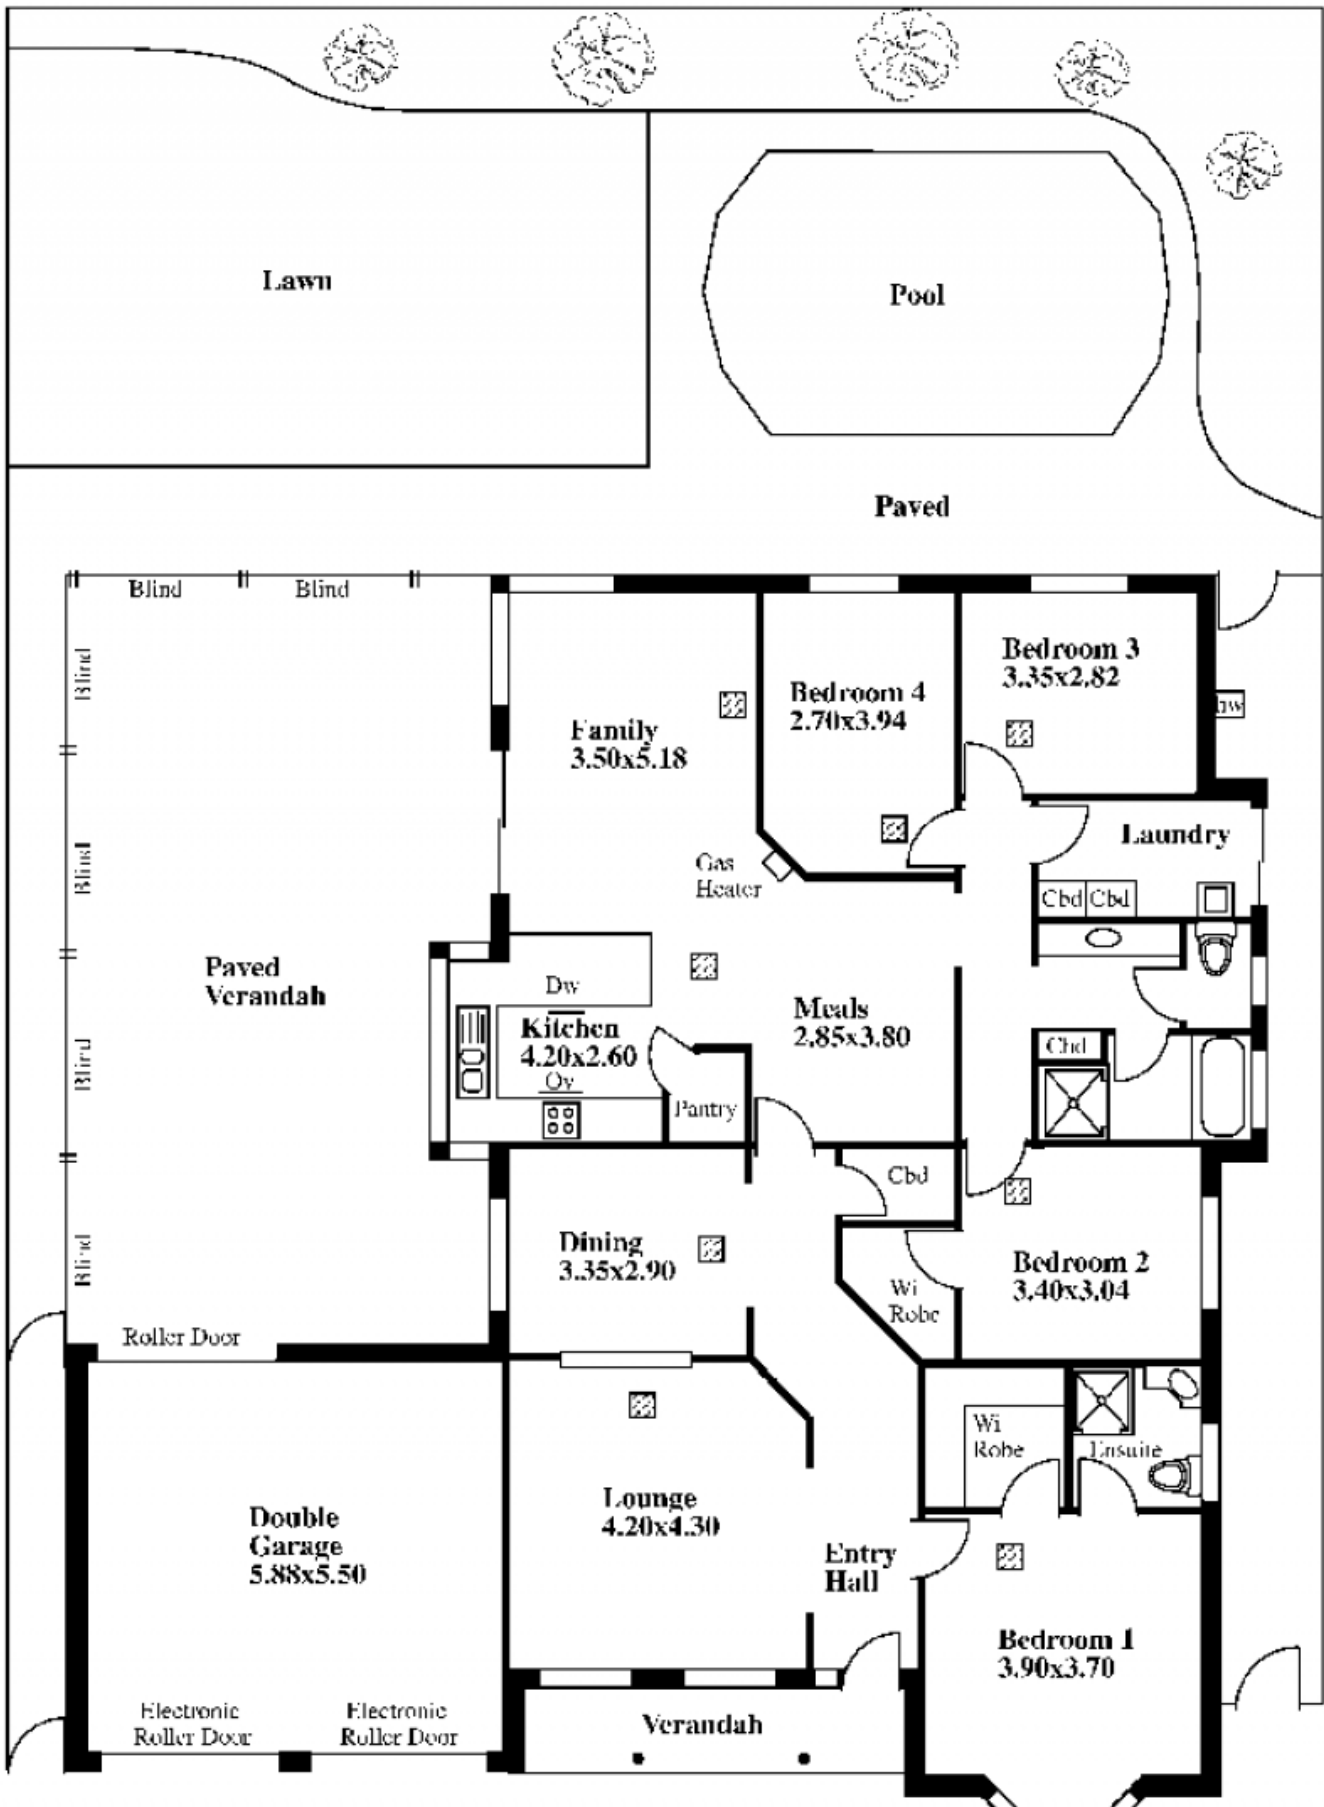 Lawn
Pool
Paved
Blind
Blind
Blind
Bedroom 3
3.35x2.82
Bedroom 4
2.70x3.94
hw
Family
3.50x5.18
Laundry
Blind
Gas
Heater
Cbd
Cbd
Paved
Verandah
Dw
Meals
2.85x3.80
Kitchen
4.20x2.60
Cbd
Blind
Ov
Pantry
Cbd
Dining
3.35x2.90
Blind
Bedroom 2
3.40x3.04
Wi
Robe
Roller Door
Wi
Robe
Ensuite
Lounge
4.20x4.30
Double
Garage
5.88x5.50
Entry
Hall
Bedroom 1
3.90x3.70
Electronic
Roller Door
Electronic
Roller Door
Verandah